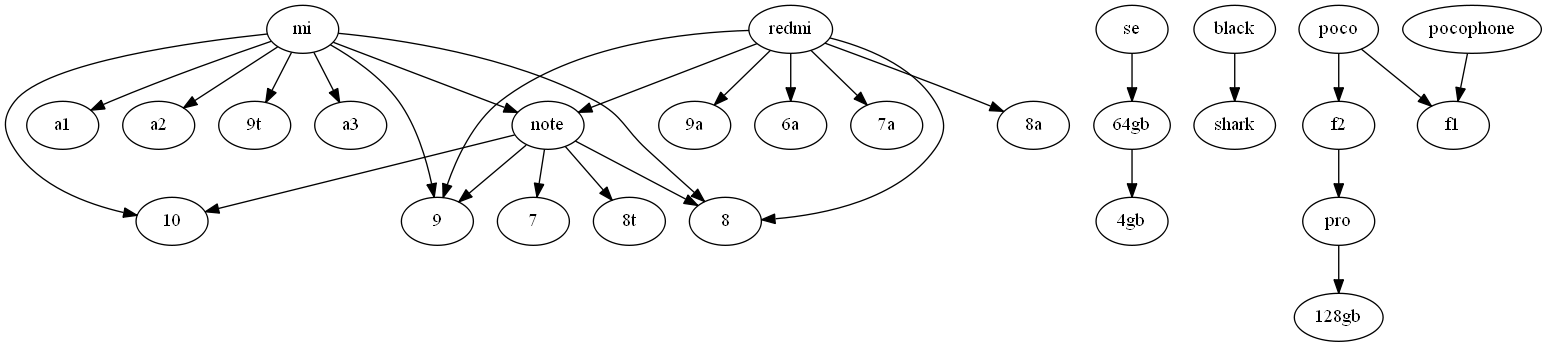 mi
redmi
se
black
poco
pocophone
a1
a2
9t
a3
note
9a
6a
7a
8a
64gb
shark
f2
f1
10
9
7
8t
8
4gb
pro
128gb